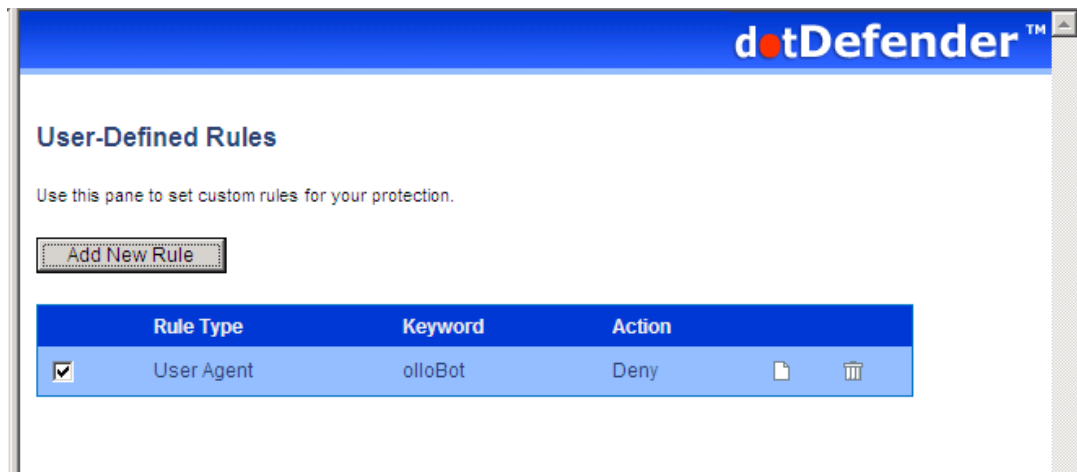 dotDefender™
User-Defined Rules
Use this pane to set custom rules for your protection.
Add New Rule
Rule Type Keyword Action
User Agent olloBot Deny